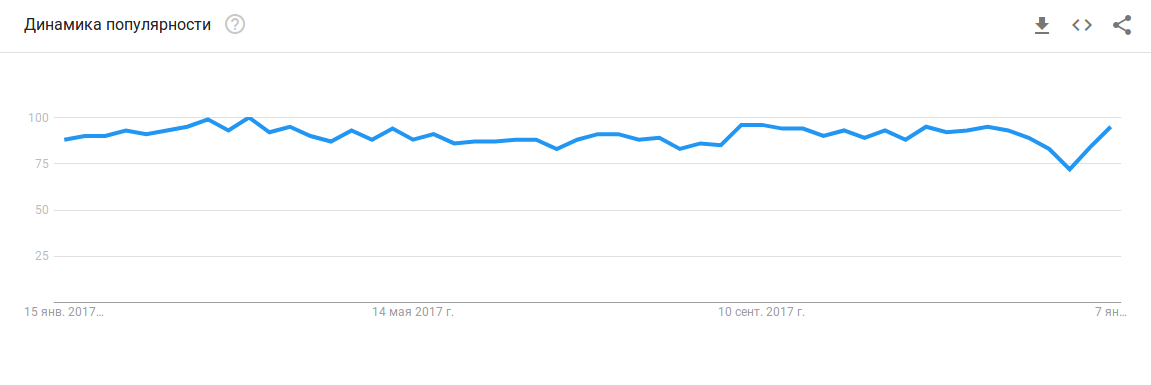 Динамика популярности ?
100
75
50
25
15 янв. 2017…
14 мая 2017 г.
10 сент. 2017 г.
7 ян…